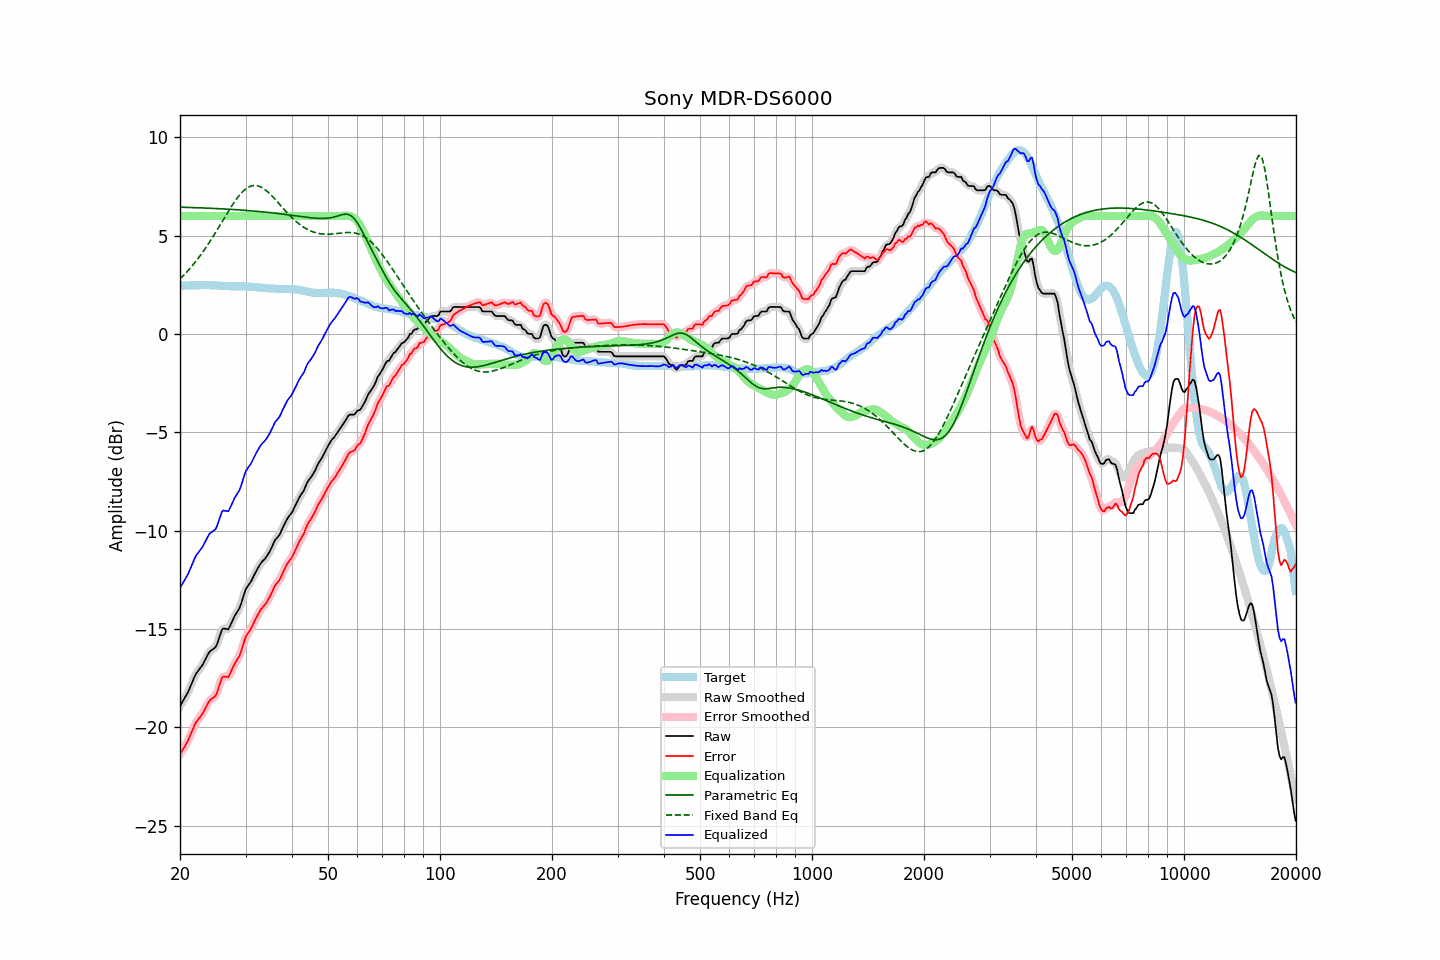 Sony MDR-DS6000
Amplitude (dBr)
10
5
0
−5
−10
−15
−20
−25
Target
Raw Smoothed
Error Smoothed
Raw
Error
Equalization
Parametric Eq
Fixed Band Eq
Equalized
20 50 100 200 500 1000 2000 5000 10000 20000
Frequency (Hz)